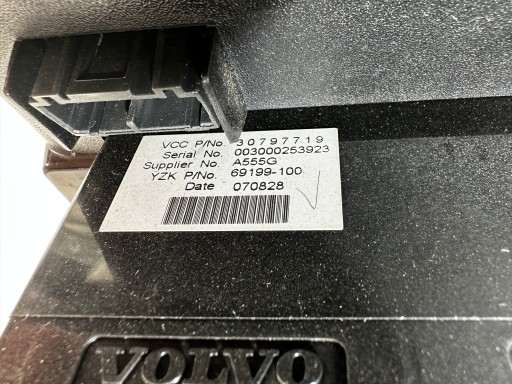 VCC P/No. 30797719
Serial No. 003000253923
Supplier No. A555G
YZK P/No. 69199-100
Date 070828
VOLVO